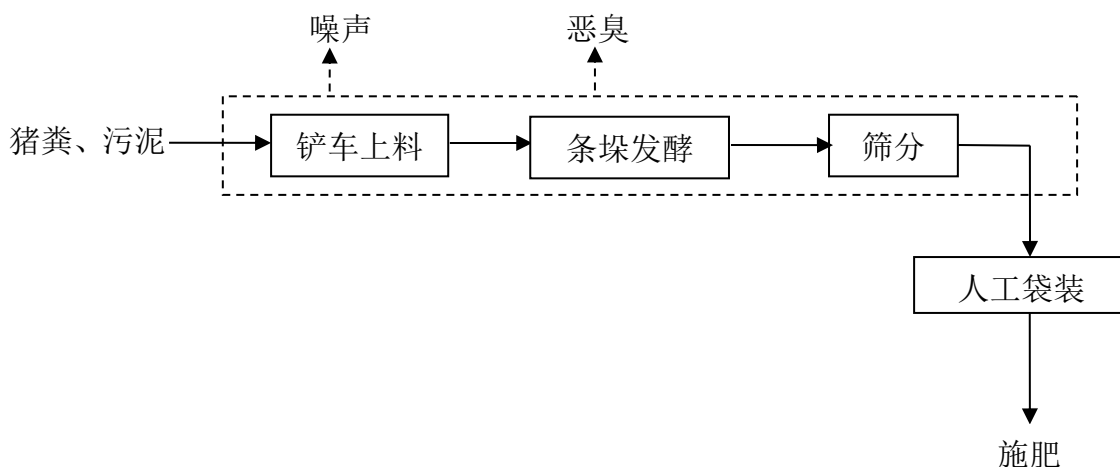 噪声
恶臭
猪粪、污泥
铲车上料
条垛发酵
筛分
人工袋装
施肥